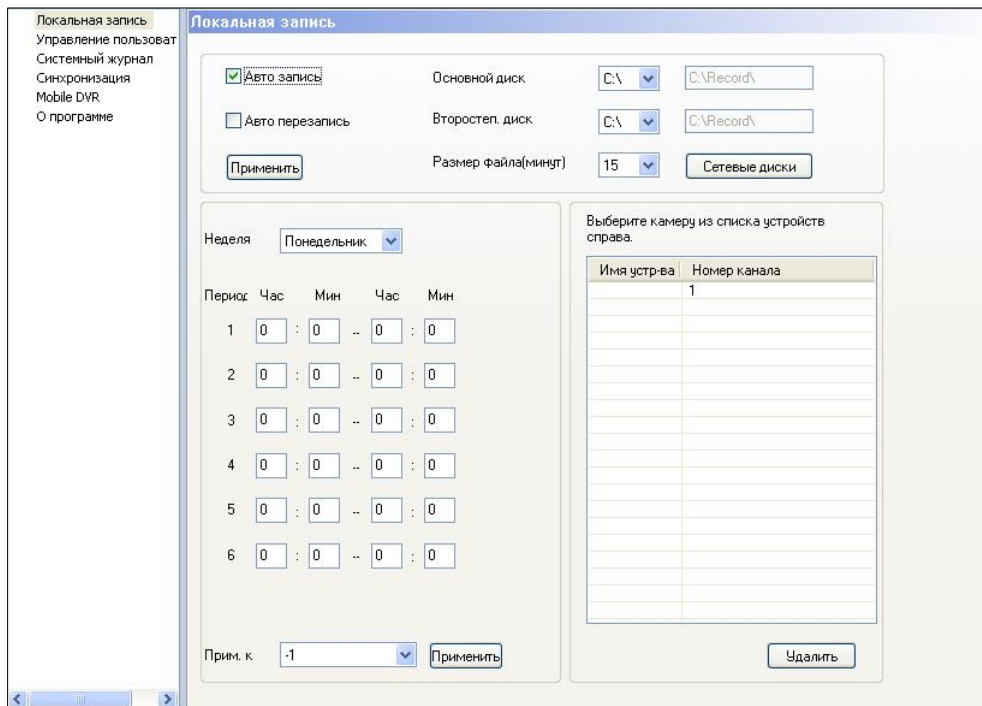 Локальная запись
Управление пользоват
Системный журнал
Синхронизация
Mobile DVR
О программе
Локальная запись
Авто запись
Основной диск
C:\
C:\Record\
Авто перезапись
Второстеп. диск
C:\
C:\Record\
Применить
Размер файла(минут)
15
Сетевые диски
Неделя
Понедельник
Период Час Мин Час Мин
1 0 : 0 -- 0 : 0
2 0 : 0 -- 0 : 0
3 0 : 0 -- 0 : 0
4 0 : 0 -- 0 : 0
5 0 : 0 -- 0 : 0
6 0 : 0 -- 0 : 0
Прим. к
-1
Применить
Выберите камеру из списка устройств
справа.
Имя устр-ва Номер канала
1
Удалить